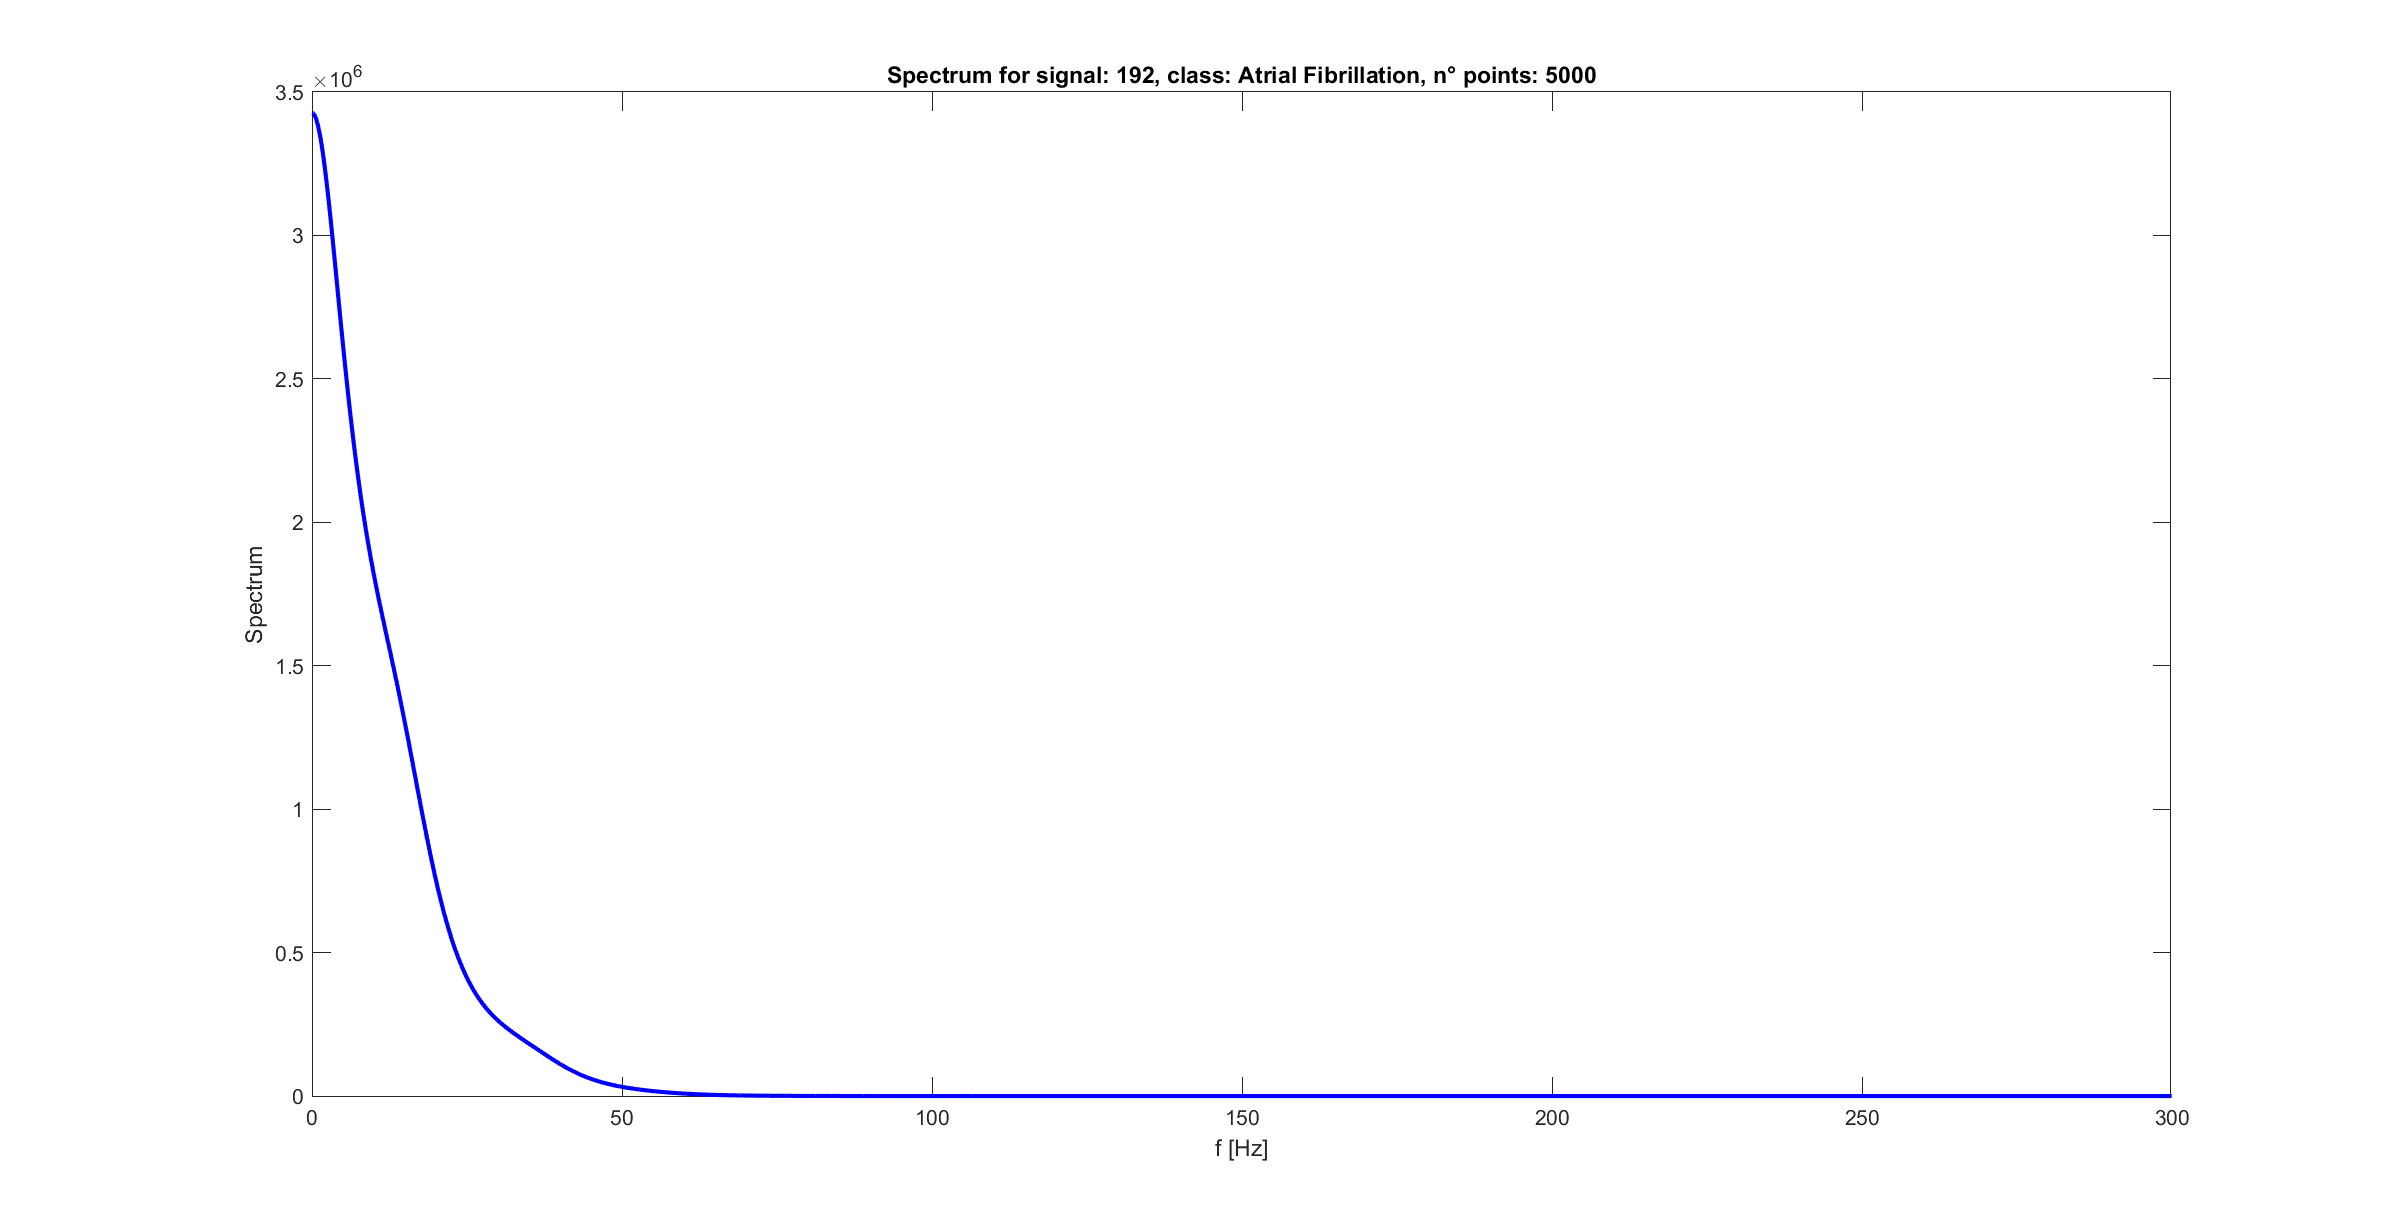 Spectrum for signal: 192, class: Atrial Fibrillation, n° points: 5000
×10^6
3.5
3
2.5
2
1.5
1
0.5
0
Spectrum
0 50 100 150 200 250 300
f [Hz]